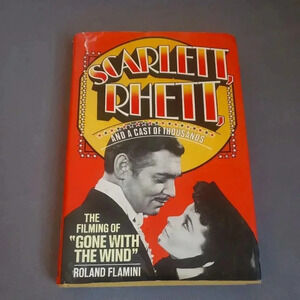 SCARLETT,
RHETT,
AND A CAST OF THOUSANDS
THE
FILMING OF
"GONE WITH
THE WIND"
ROLAND FLAMINI